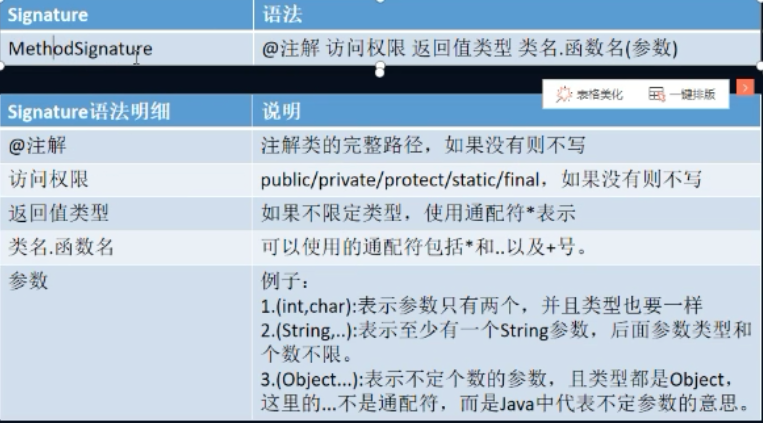 Signature 语法
MethodSignature @注解 访问权限 返回值类型 类名.函数名(参数)
表格美化 一键排版
Signature语法明细 说明
@注解 注解类的完整路径，如果没有则不写
访问权限 public/private/protect/static/final，如果没有则不写
返回值类型 如果不限定类型，使用通配符*表示
类名.函数名 可以使用的通配符包括*和..以及+号。
参数 例子：
1.(int,char):表示参数只有两个，并且类型也要一样
2.(String,..):表示至少有一个String参数，后面参数类型和
个数不限。
3.(Object...):表示不定个数的参数，且类型都是Object，
这里的...不是通配符，而是Java中代表不定参数的意思。